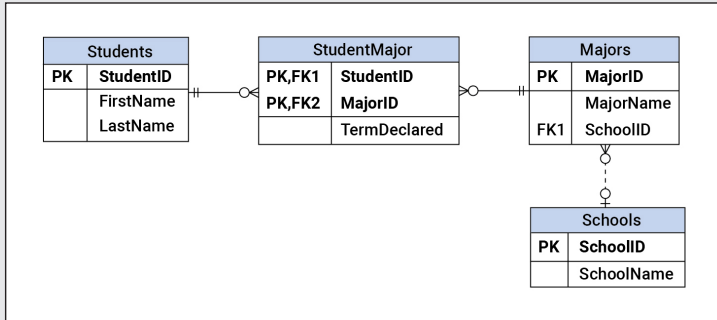 Students
PK StudentID
FirstName
LastName
StudentMajor
PK,FK1 StudentID
PK,FK2 MajorID
TermDeclared
Majors
PK MajorID
MajorName
FK1 SchoolID
Schools
PK SchoolID
SchoolName